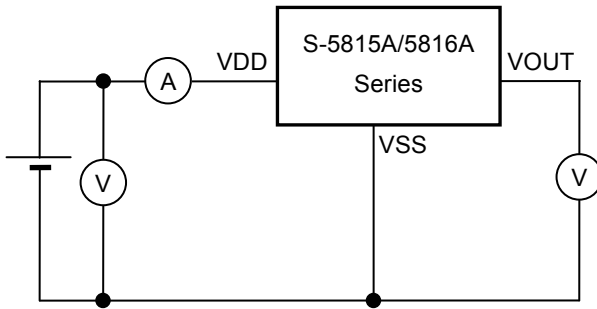 S-5815A/5816A
Series
VDD
VOUT
VSS
A
V
V